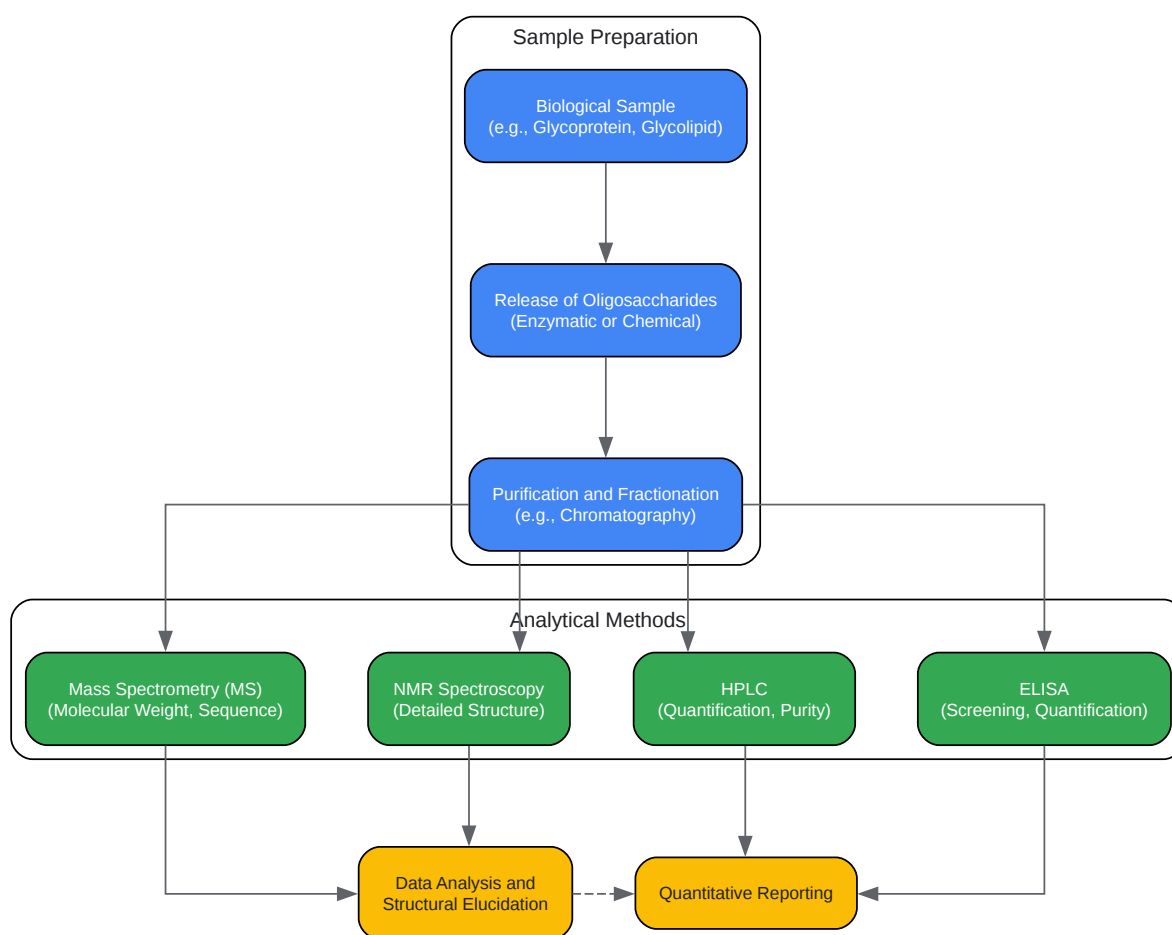 Sample Preparation
Biological Sample
(e.g., Glycoprotein, Glycolipid)
Release of Oligosaccharides
(Enzymatic or Chemical)
Purification and Fractionation
(e.g., Chromatography)
Analytical Methods
Mass Spectrometry (MS)
(Molecular Weight, Sequence)
NMR Spectroscopy
(Detailed Structure)
HPLC
(Quantification, Purity)
ELISA
(Screening, Quantification)
Data Analysis and
Structural Elucidation
Quantitative Reporting